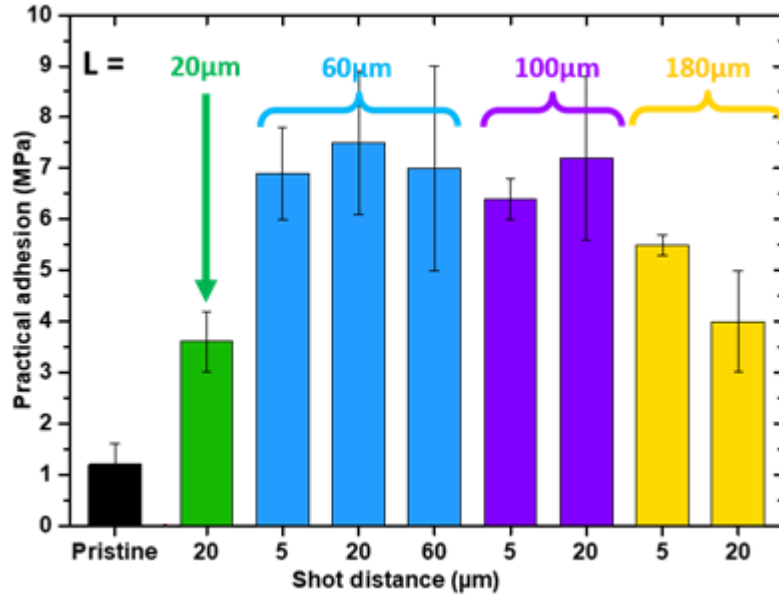 L = 20µm 60µm 100µm 180µm
10
9
8
7
6
5
4
3
2
1
0
Practical adhesion (MPa)
Pristine 20 5 20 60 5 20 5 20
Shot distance (µm)